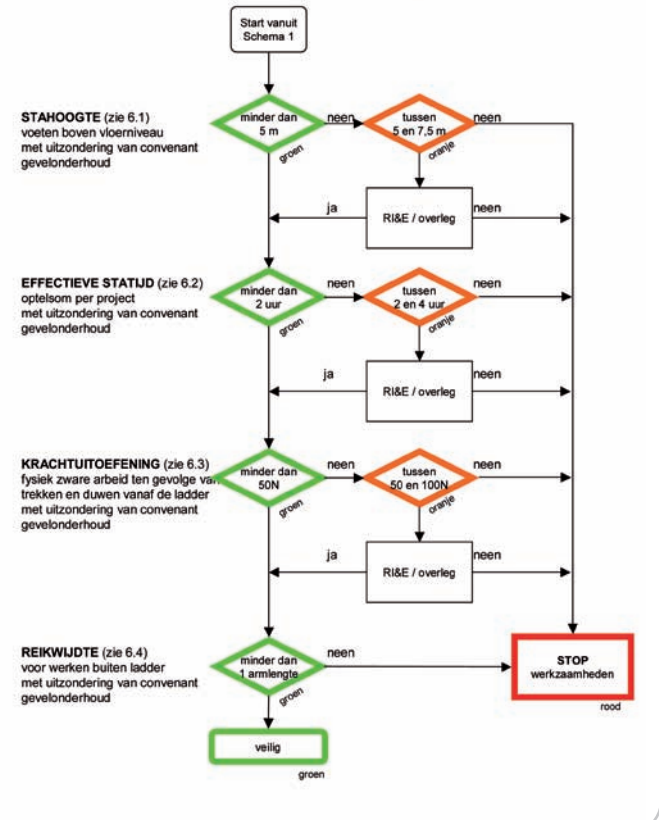 Start vanuit
Schema 1
STAHOOGTE (zie 6.1)
voeten boven vloerniveau
met uitzondering van convenant
gevelonderhoud
minder dan
5 m
neen
tussen
5 en 7,5 m
neen
groen
oranje
ja
RI&E / overleg
neen
EFFECTIEVE STATIJD (zie 6.2)
optelsom per project
met uitzondering van convenant
gevelonderhoud
minder dan
2 uur
neen
tussen
2 en 4 uur
neen
groen
oranje
ja
RI&E / overleg
neen
KRACHTUITOEFENING (zie 6.3)
fysiek zware arbeid ten gevolge van
trekken en duwen vanaf de ladder
met uitzondering van convenant
gevelonderhoud
minder dan
50N
neen
tussen
50 en 100N
neen
groen
oranje
ja
RI&E / overleg
neen
REIKWIJDTE (zie 6.4)
voor werken buiten ladder
met uitzondering van convenant
gevelonderhoud
minder dan
1 armlengte
neen
groen
STOP
werkzaamheden
rood
veilig
groen